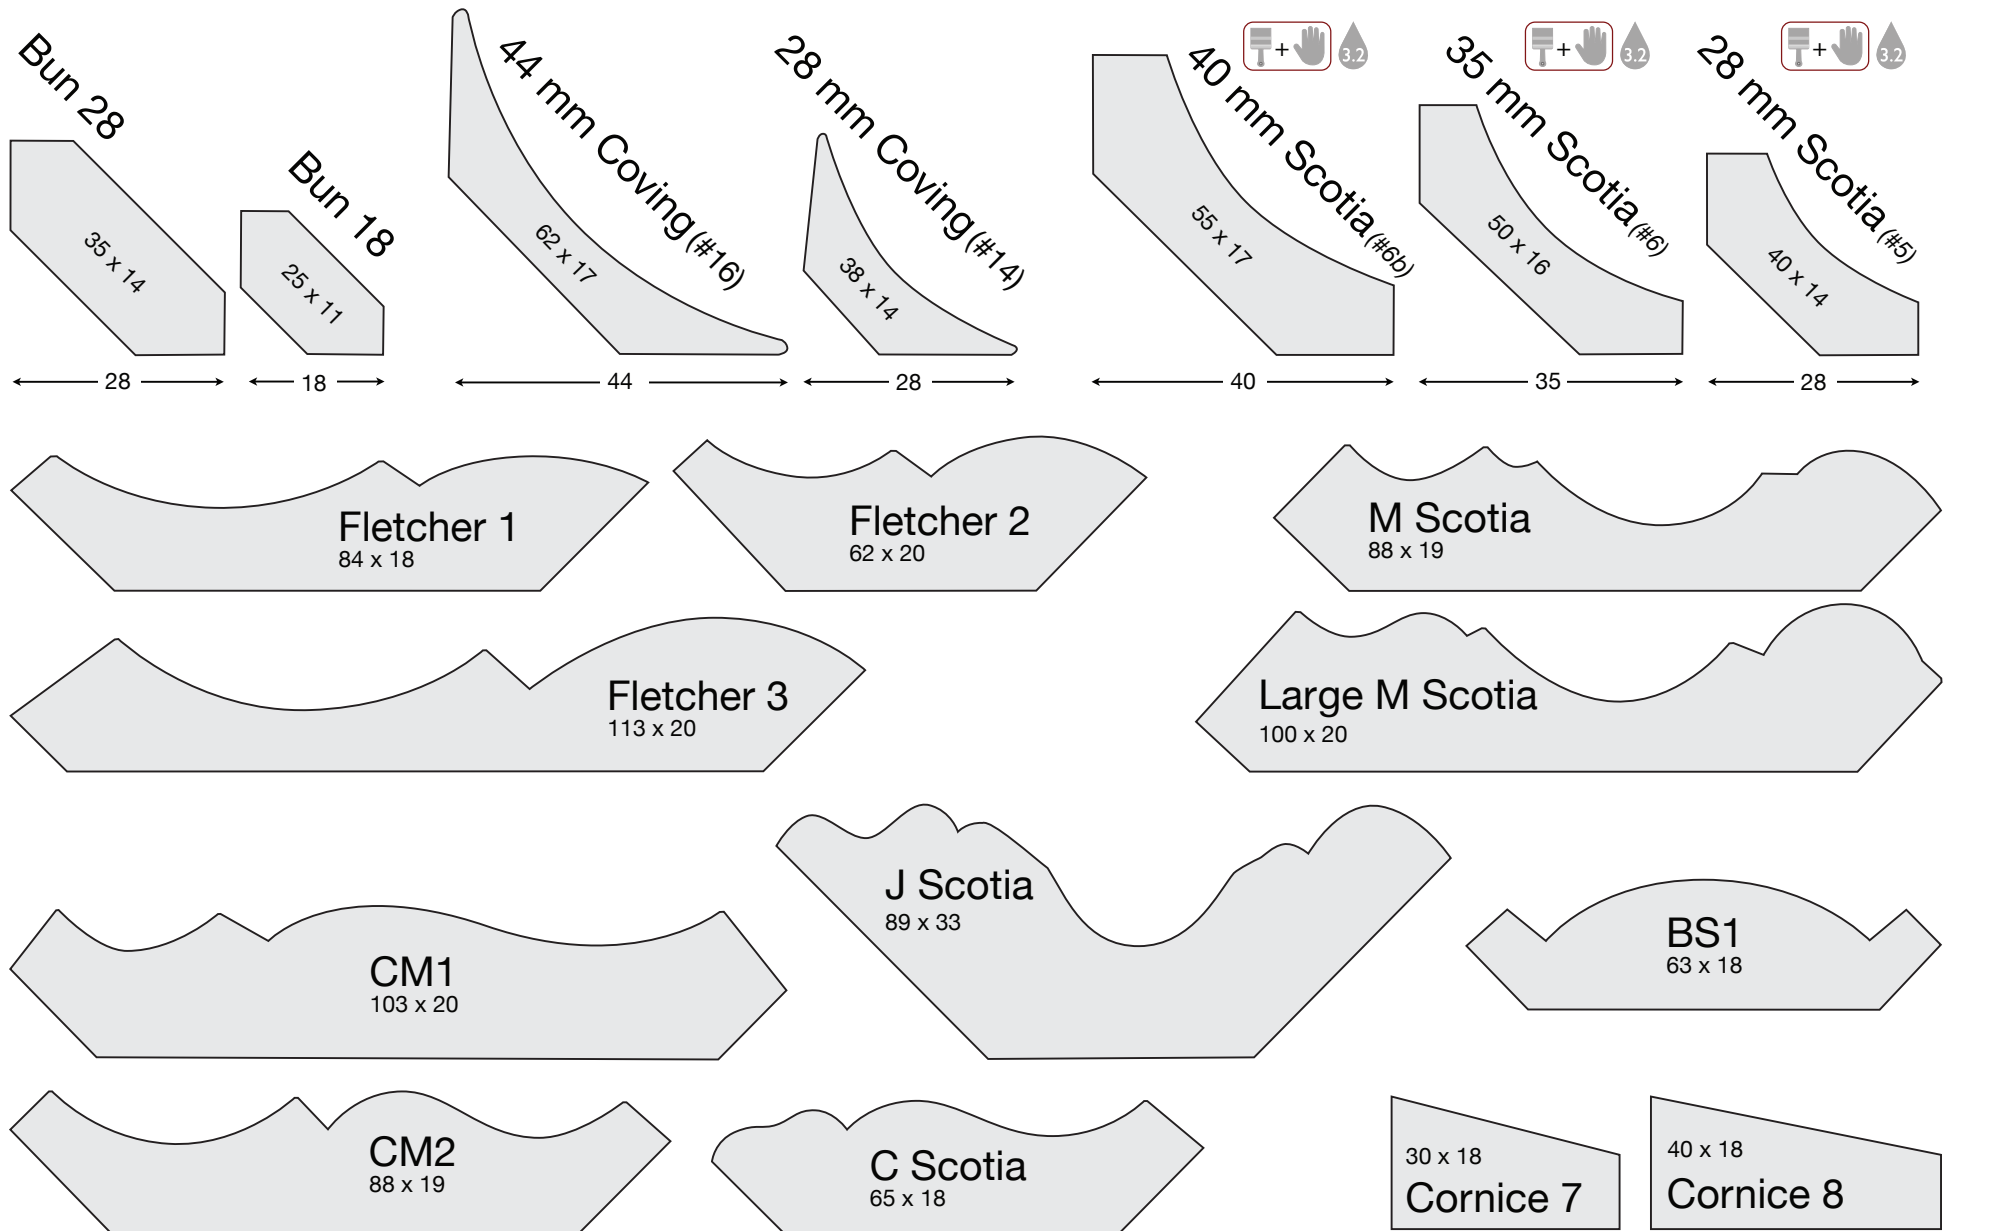 Bun 28
35 x 14
28
Bun 18
25 x 11
18
44 mm Coving(#16)
62 x 17
44
28 mm Coving(#14)
38 x 14
28
+ 3.2
40 mm Scotia(#6b)
55 x 17
40
+ 3.2
35 mm Scotia(#6)
50 x 16
35
+ 3.2
28 mm Scotia(#5)
40 x 14
28
Fletcher 1
84 x 18
Fletcher 2
62 x 20
M Scotia
88 x 19
Fletcher 3
113 x 20
Large M Scotia
100 x 20
J Scotia
89 x 33
BS1
63 x 18
CM1
103 x 20
CM2
88 x 19
C Scotia
65 x 18
30 x 18
Cornice 7
40 x 18
Cornice 8